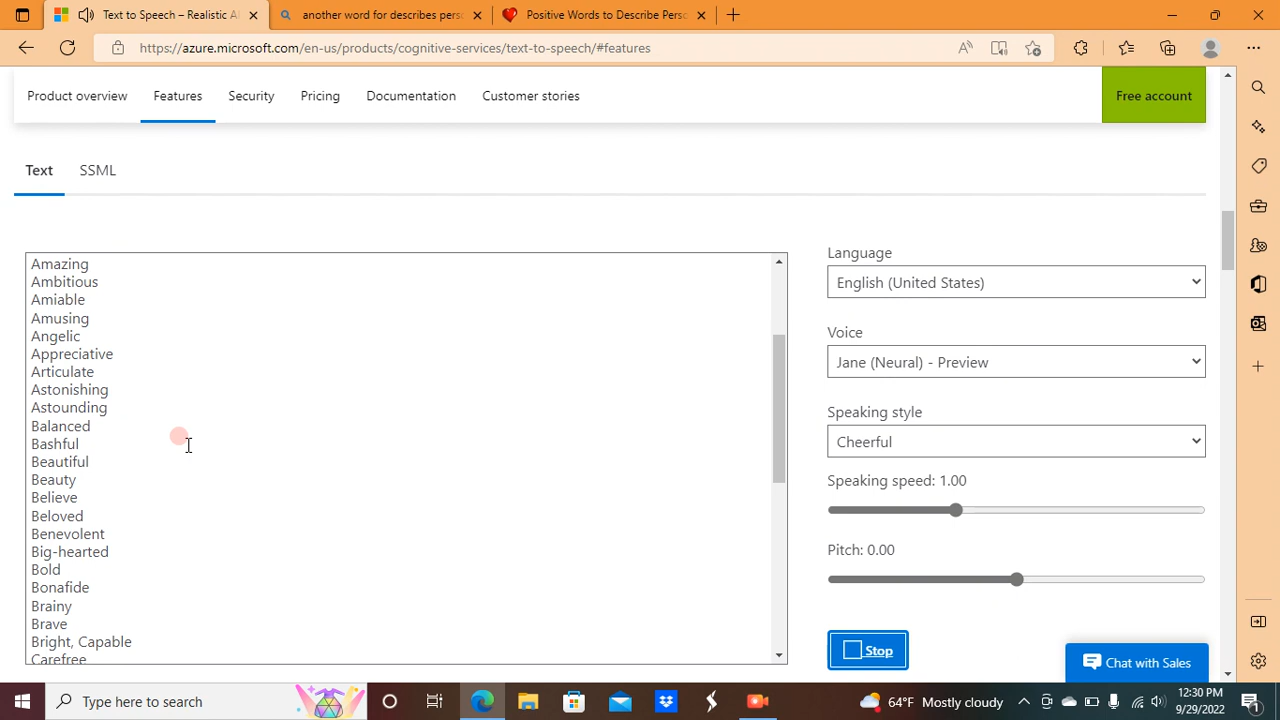 Text to Speech – Realistic AI
another word for describes perso
Positive Words to Describe Perso
https://azure.microsoft.com/en-us/products/cognitive-services/text-to-speech/#features
Product overview
Features
Security
Pricing
Documentation
Customer stories
Free account
Text
SSML
Amazing
Ambitious
Amiable
Amusing
Angelic
Appreciative
Articulate
Astonishing
Astounding
Balanced
Bashful
Beautiful
Beauty
Believe
Beloved
Benevolent
Big-hearted
Bold
Bonafide
Brainy
Brave
Bright, Capable
Carefree
Language
English (United States)
Voice
Jane (Neural) - Preview
Speaking style
Cheerful
Speaking speed: 1.00
Pitch: 0.00
Stop
Chat with Sales
Type here to search
64°F Mostly cloudy
12:30 PM
9/29/2022
1